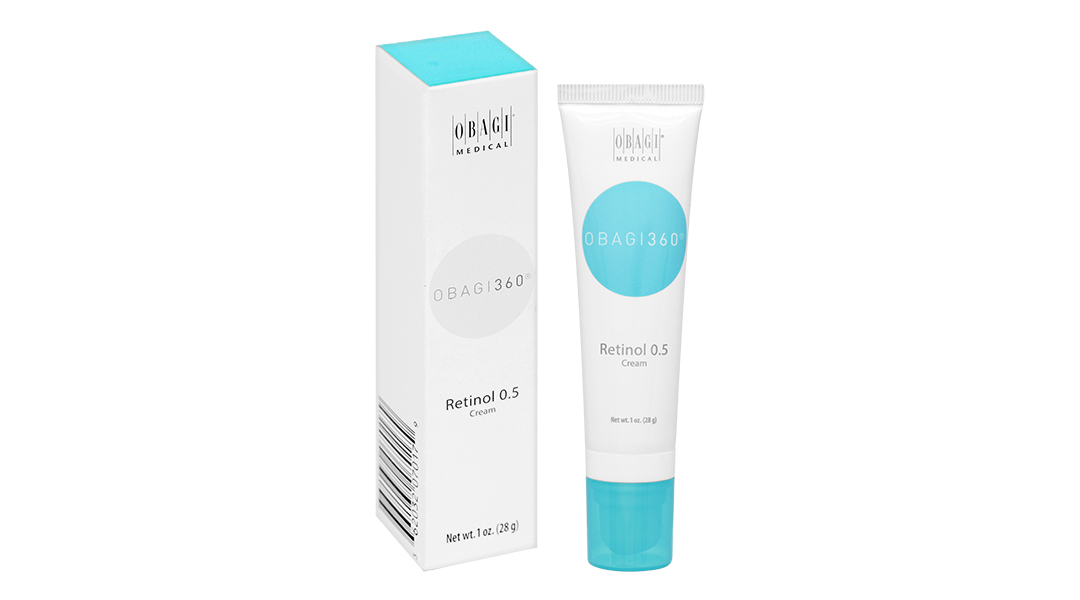 OBAGI
MEDICAL
OBAGI360®
Retinol 0.5
Cream
Net wt. 1 oz. (28 g)
OBAGI®
MEDICAL
OBAGI360®
Retinol 0.5
Cream
Net wt. 1 oz. (28 g)